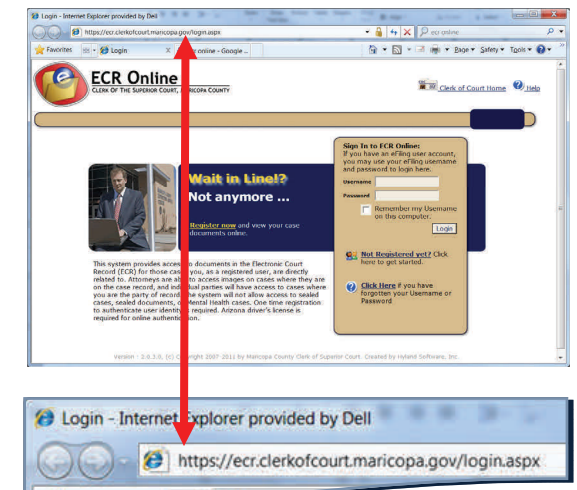 Login - Internet Explorer provided by Dell
https://ecr.clerkofcourt.maricopa.gov/login.aspx
ecr online
Favorites
Login
online - Google ...
Page
Safety
Tools
ECR Online
CLERK OF THE SUPERIOR COURT, MARICOPA COUNTY
Clerk of Court Home
Help
Sign In to ECR Online:
If you have an eFiling user account,
you may use your eFiling username
and password to login here.
Username
Password
Remember my Username
on this computer.
Login
Not Registered yet? Click
here to get started.
Click Here if you have
forgotten your Username or
Password
Wait in Line!?
Not anymore ...
Register now and view your case
documents online.
This system provides access to documents in the Electronic Court
Record (ECR) for those cases you, as a registered user, are directly
related to. Attorneys are able to access images on cases where they are
on the case record, and individual parties will have access to cases where
you are the party of record. The system will not allow access to sealed
cases, sealed documents, or Mental Health cases. One time registration
to authenticate user identity is required. Arizona driver's license is
required for online authentication.
Version - 2.0.3.0, (C) Copyright 2007-2011 by Maricopa County Clerk of Superior Court. Created by Hyland Software, Inc.
Login - Internet Explorer provided by Dell
https://ecr.clerkofcourt.maricopa.gov/login.aspx